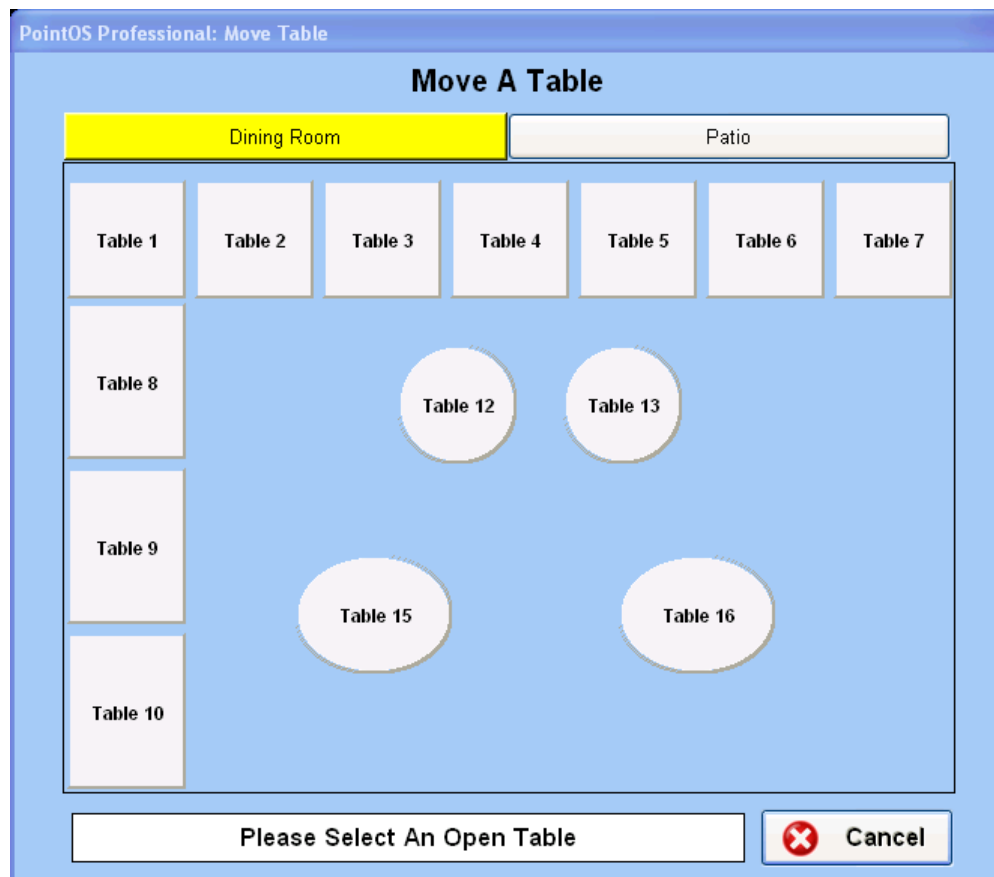 PointOS Professional: Move Table
Move A Table
Dining Room
Patio
Table 1
Table 2
Table 3
Table 4
Table 5
Table 6
Table 7
Table 8
Table 12
Table 13
Table 9
Table 15
Table 16
Table 10
Please Select An Open Table
Cancel